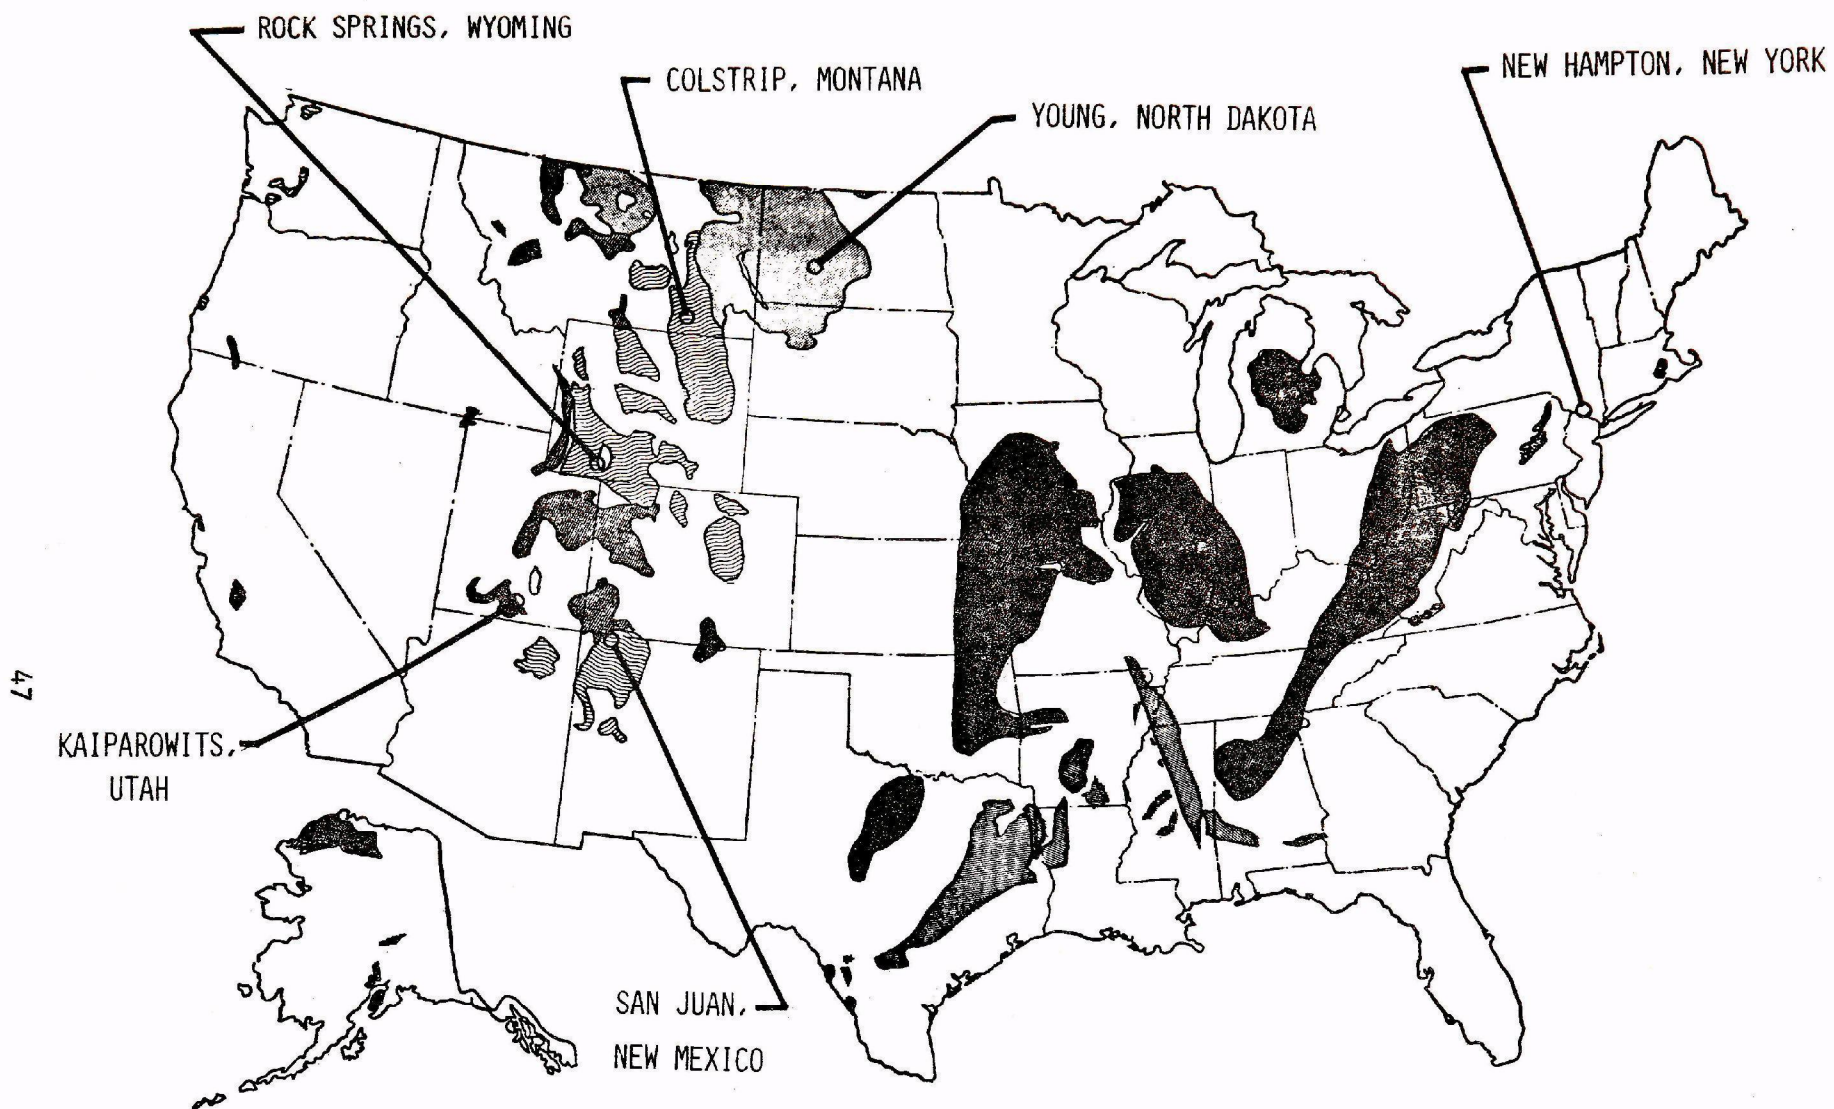 ROCK SPRINGS, WYOMING
COLSTRIP, MONTANA
NEW HAMPTON, NEW YORK
YOUNG, NORTH DAKOTA
47
KAIPAROWITS,
UTAH
SAN JUAN,
NEW MEXICO